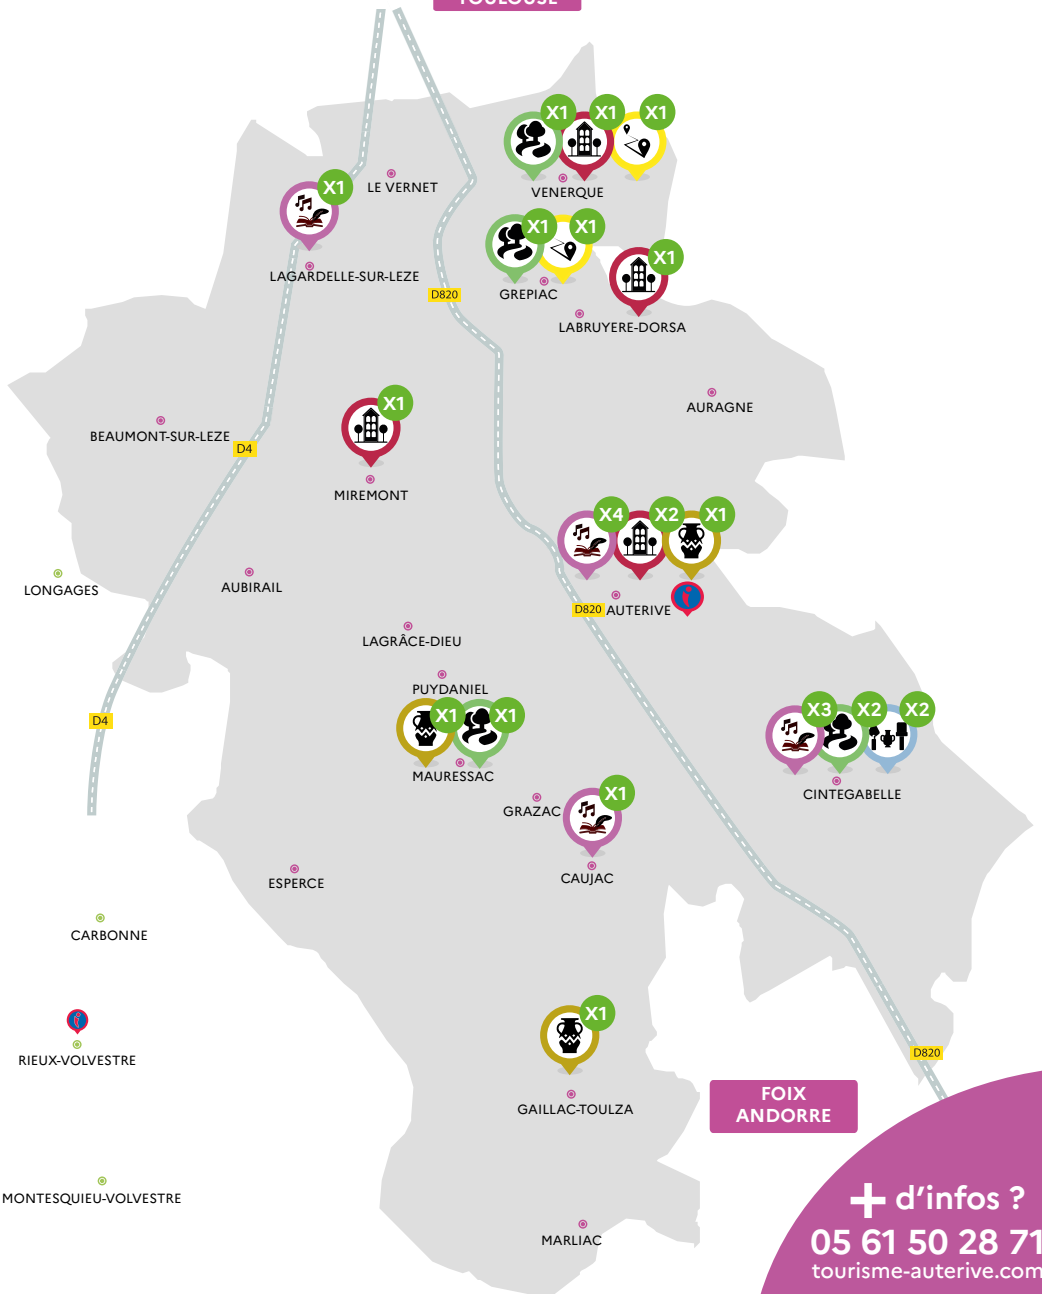 TOULOUSE
X1 X1 X1
LE VERNET
X1
VENERQUE
X1 X1
LAGARDELLE-SUR-LEZE
X1
D820
GREPIAC
LABRUYERE-DORSA
X1
AURAGNE
BEAUMONT-SUR-LEZE
D4
MIREMONT
X4 X2 X1
LONGAGES
AUBIRAIL
D820 AUTERIVE
LAGRÂCE-DIEU
PUYDANIEL
X1 X1
X3 X2 X2
D4
MAURESSAC
CINTEGABELLE
X1
GRAZAC
CAUJAC
ESPERCE
CARBONNE
X1
RIEUX-VOLVESTRE
D820
GAILLAC-TOULZA
FOIX
ANDORRE
MONTESQUIEU-VOLVESTRE
MARLIAC
+ d'infos ?
05 61 50 28 71
tourisme-auterive.com